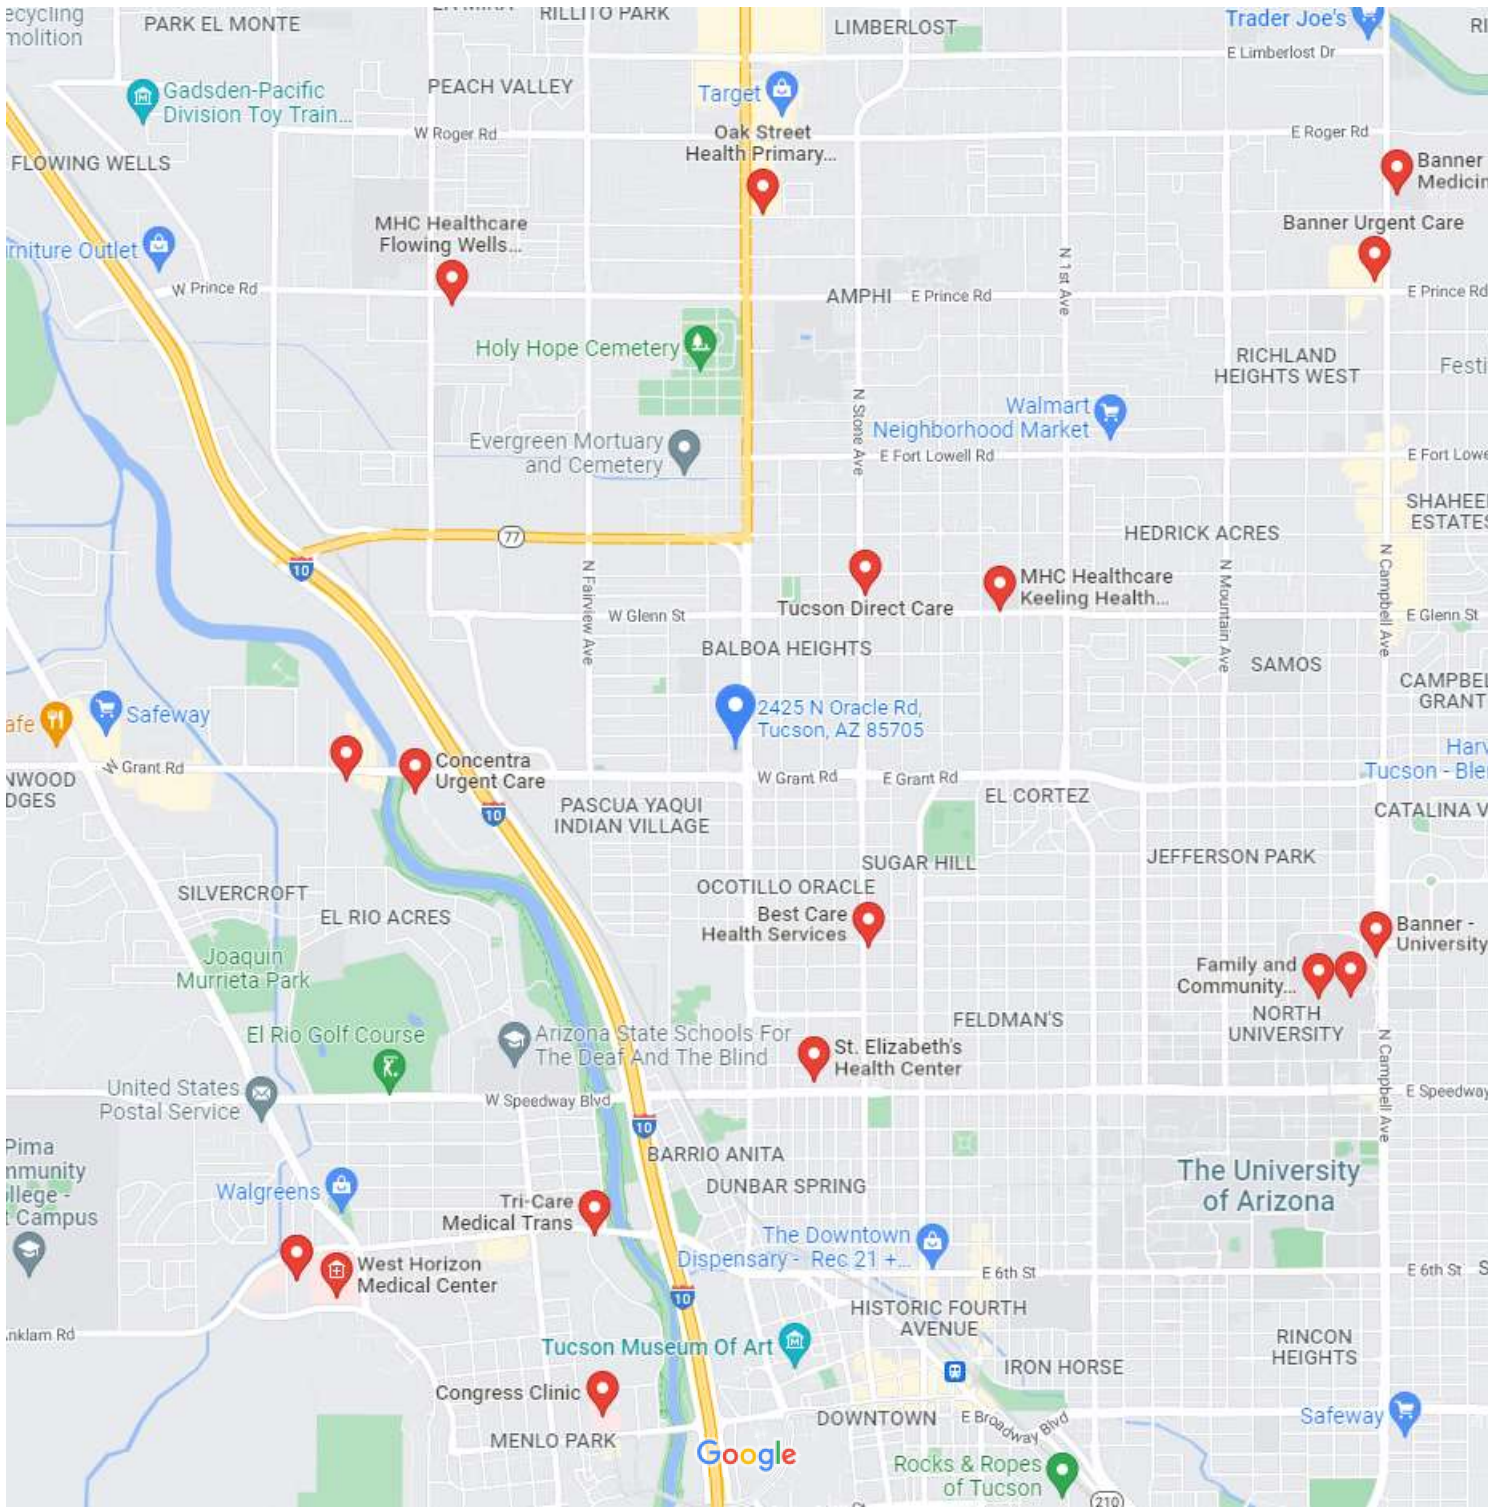 ecycling
molition
PARK EL MONTE
RILLITO PARK
LIMBERLOST
Trader Joe's
RI
E Limberlost Dr
Gadsden-Pacific
Division Toy Train...
PEACH VALLEY
Target
W Roger Rd
Oak Street
Health Primary...
E Roger Rd
FLOWING WELLS
Banner
Medicin
MHC Healthcare
Flowing Wells...
Banner Urgent Care
rniture Outlet
N 1st Ave
W Prince Rd
AMPHI
E Prince Rd
E Prince Rd
Holy Hope Cemetery
RICHLAND
HEIGHTS WEST
Festi
N Stone Ave
Walmart
Neighborhood Market
Evergreen Mortuary
and Cemetery
E Fort Lowell Rd
E Fort Lowe
SHAHEE
ESTATES
HEDRICK ACRES
77
10
N Fairview Ave
N Mountain Ave
N Campbell Ave
MHC Healthcare
Keeling Health...
Tucson Direct Care
W Glenn St
E Glenn St
BALBOA HEIGHTS
SAMOS
CAMPBEL
GRANT
2425 N Oracle Rd,
Tucson, AZ 85705
afe
Safeway
Harv
Tucson - Ble
W Grant Rd
Concentra
Urgent Care
W Grant Rd
E Grant Rd
NWOOD
DGES
EL CORTEZ
10
PASCUA YAQUI
INDIAN VILLAGE
CATALINA V
SUGAR HILL
JEFFERSON PARK
SILVERCROFT
OCOTILLO ORACLE
EL RIO ACRES
Best Care
Health Services
Banner -
University
Joaquin
Murrieta Park
Family and
Community...
NORTH
UNIVERSITY
FELDMAN'S
El Rio Golf Course
Arizona State Schools For
The Deaf And The Blind
St. Elizabeth's
Health Center
N Campbell Ave
United States
Postal Service
W Speedway Blvd
E Speedway
10
Pima
mmunity
ollege -
t Campus
BARRIO ANITA
The University
of Arizona
Walgreens
DUNBAR SPRING
Tri-Care
Medical Trans
The Downtown
Dispensary - Rec 21 +...
West Horizon
Medical Center
E 6th St
E 6th St
S
10
HISTORIC FOURTH
AVENUE
nklam Rd
Tucson Museum Of Art
RINCON
HEIGHTS
IRON HORSE
Congress Clinic
DOWNTOWN
E Broadway Blvd
Safeway
MENLO PARK
Google
Rocks & Ropes
of Tucson
210